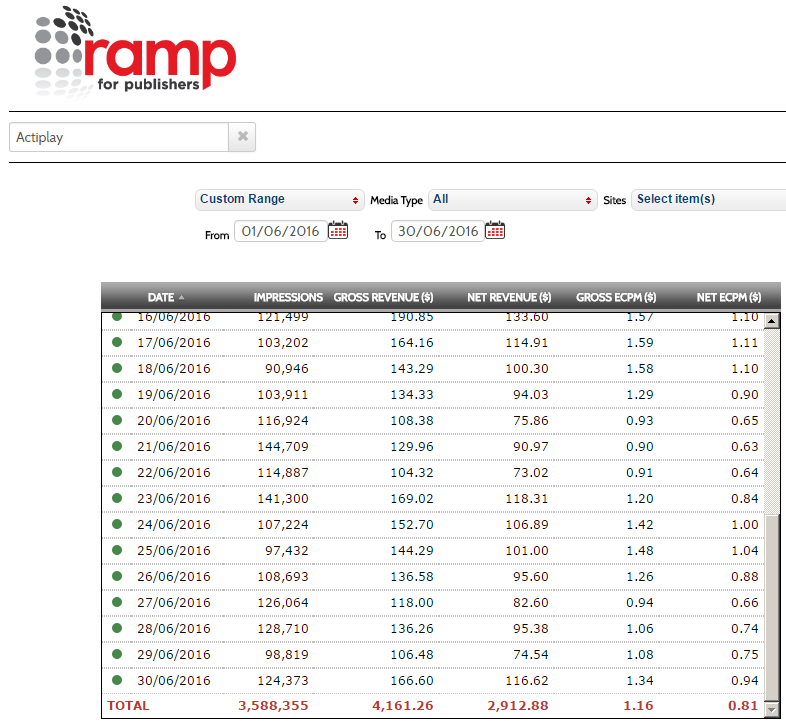 ramp
for publishers
Actiplay
Custom Range Media Type All Sites Select item(s)
From 01/06/2016 To 30/06/2016
DATE IMPRESSIONS GROSS REVENUE ($) NET REVENUE ($) GROSS ECPM ($) NET ECPM ($)
16/06/2016 121,499 190.85 133.60 1.57 1.10
17/06/2016 103,202 164.16 114.91 1.59 1.11
18/06/2016 90,946 143.29 100.30 1.58 1.10
19/06/2016 103,911 134.33 94.03 1.29 0.90
20/06/2016 116,924 108.38 75.86 0.93 0.65
21/06/2016 144,709 129.96 90.97 0.90 0.63
22/06/2016 114,887 104.32 73.02 0.91 0.64
23/06/2016 141,300 169.02 118.31 1.20 0.84
24/06/2016 107,224 152.70 106.89 1.42 1.00
25/06/2016 97,432 144.29 101.00 1.48 1.04
26/06/2016 108,693 136.58 95.60 1.26 0.88
27/06/2016 126,064 118.00 82.60 0.94 0.66
28/06/2016 128,710 136.26 95.38 1.06 0.74
29/06/2016 98,819 106.48 74.54 1.08 0.75
30/06/2016 124,373 166.60 116.62 1.34 0.94
TOTAL 3,588,355 4,161.26 2,912.88 1.16 0.81